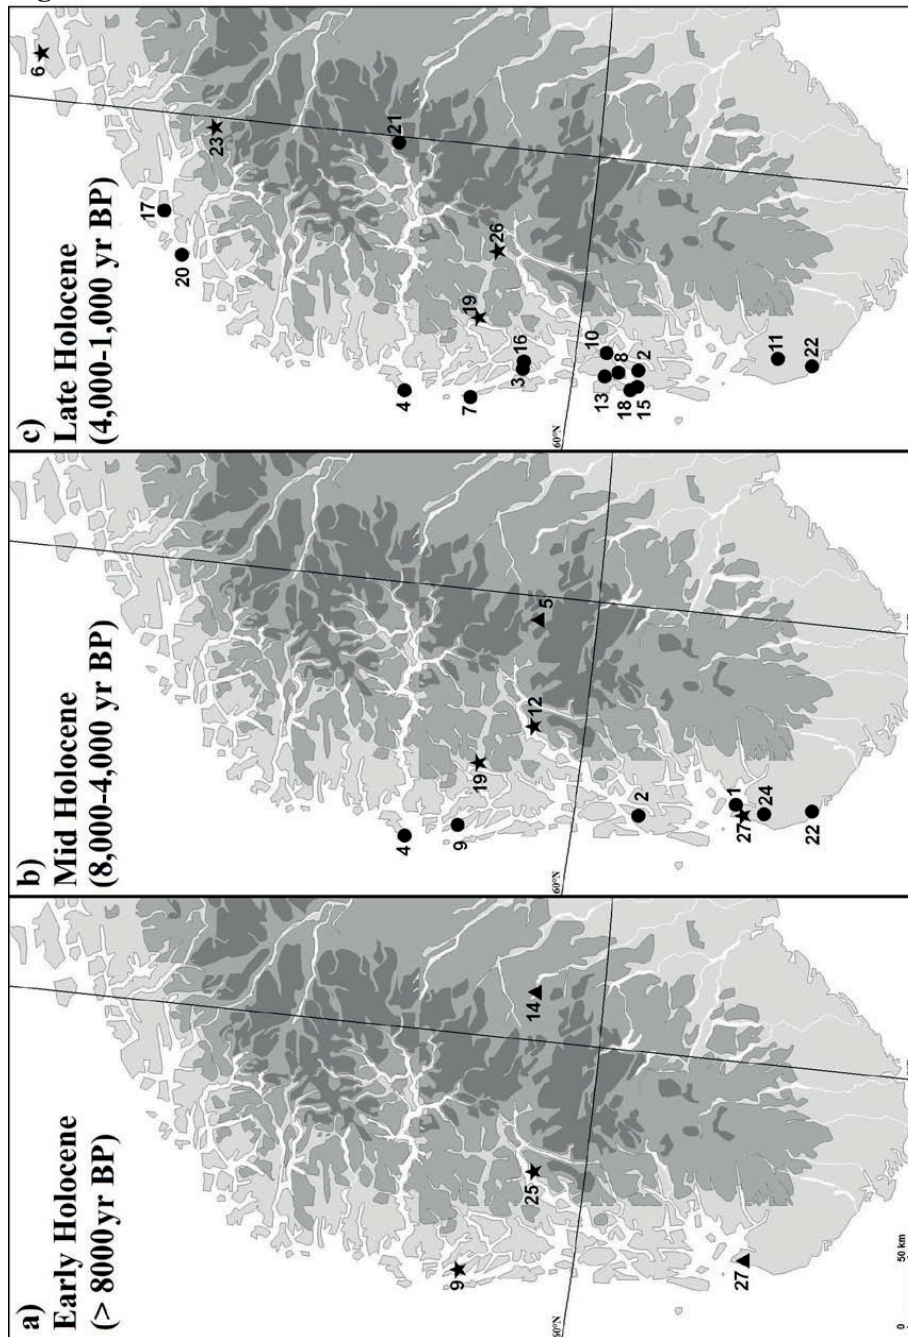 a)
Early Holocene
(> 8000yr BP)
9
25
14
60°N
27
0 50 km
b)
Mid Holocene
(8,000-4,000 yr BP)
4
9
19
12
5
60°N
2
1
27
24
22
c)
Late Holocene
(4,000-1,000 yr BP)
6
17
20
23
21
4
7
19
26
3
16
60°N
10
13
8
18
2
15
11
22